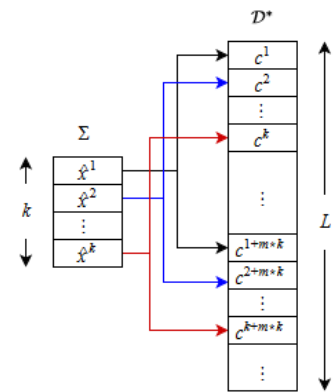 𝒟*
c¹
c²
⋮
cᵏ
Σ
x̂¹
k
x̂²
⋮
⋮
L
x̂ᵏ
c¹⁺ᵐ*ᵏ
c²⁺ᵐ*ᵏ
⋮
cᵏ⁺ᵐ*ᵏ
⋮